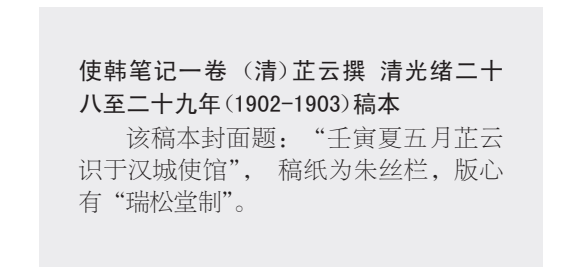 使韩笔记一卷 (清)芷云撰 清光绪二十
八至二十九年(1902-1903)稿本
该稿本封面题：“壬寅夏五月芷云
识于汉城使馆”， 稿纸为朱丝栏，版心
有“瑞松堂制”。